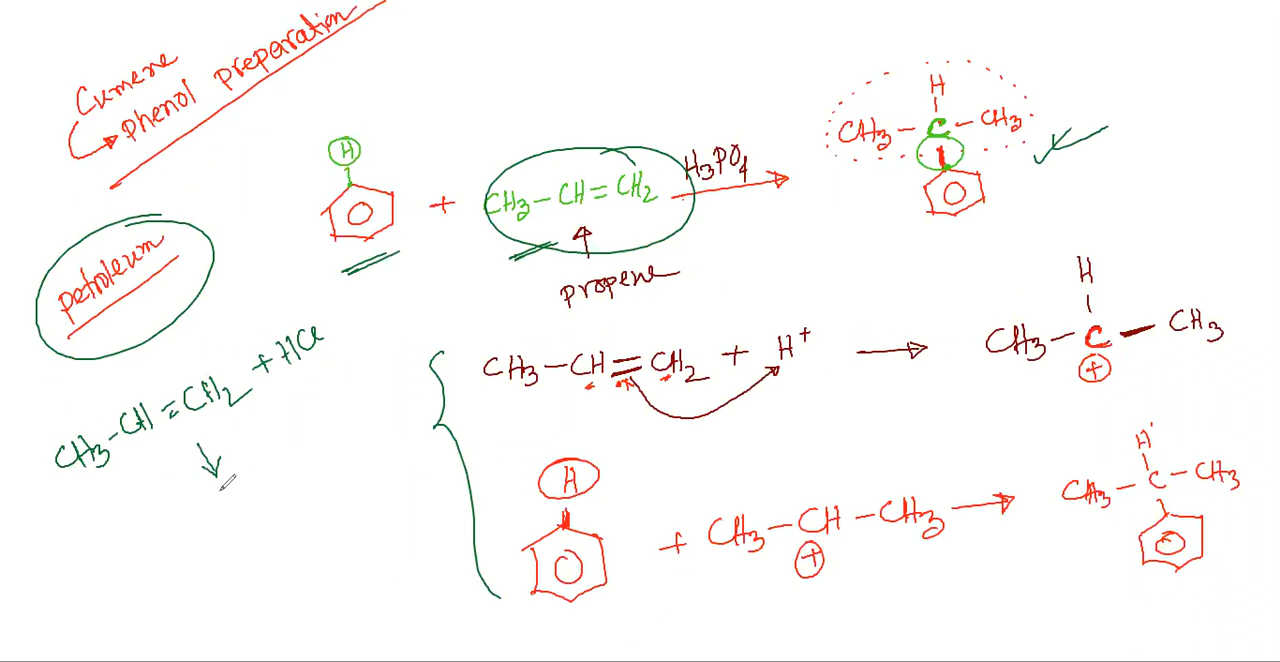 Cumene
Phenol preparation
H
+ CH3-CH=CH2 H3PO4
propene
H
CH3-C-CH3
Petroleum
CH3-CH=CH2 + H+
H
CH3-C-CH3
+
CH3-CH=CH2 + HCl
H
+ CH3-CH-CH3
+
H
CH3-C-CH3